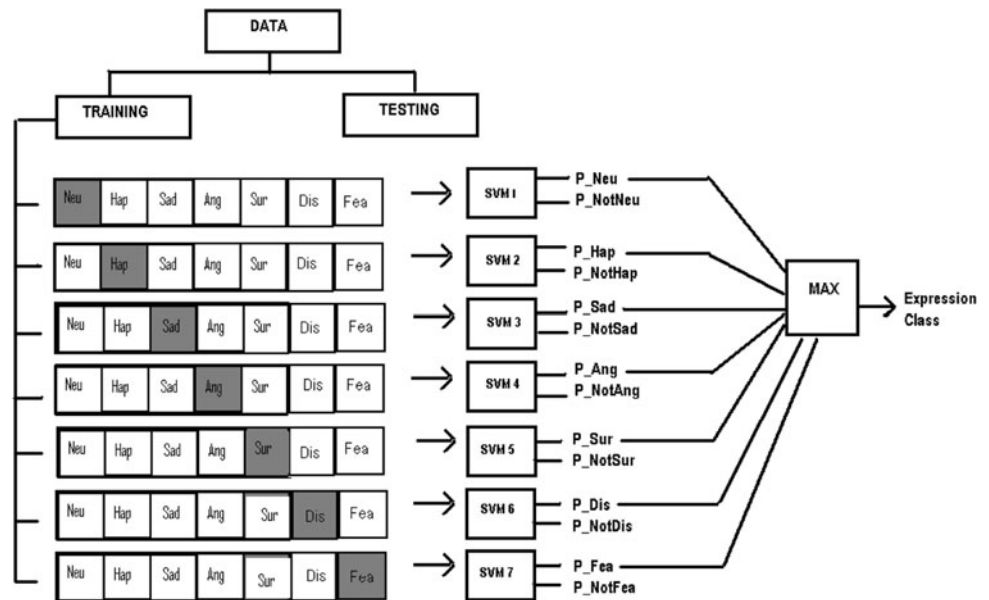 DATA
TRAINING
TESTING
Neu Hap Sad Ang Sur Dis Fea
SVM 1
P_Neu
P_NotNeu
Neu Hap Sad Ang Sur Dis Fea
SVM 2
P_Hap
P_NotHap
MAX
Expression
Class
Neu Hap Sad Ang Sur Dis Fea
SVM 3
P_Sad
P_NotSad
Neu Hap Sad Ang Sur Dis Fea
SVM 4
P_Ang
P_NotAng
Neu Hap Sad Ang Sur Dis Fea
SVM 5
P_Sur
P_NotSur
Neu Hap Sad Ang Sur Dis Fea
SVM 6
P_Dis
P_NotDis
Neu Hap Sad Ang Sur Dis Fea
SVM 7
P_Fea
P_NotFea